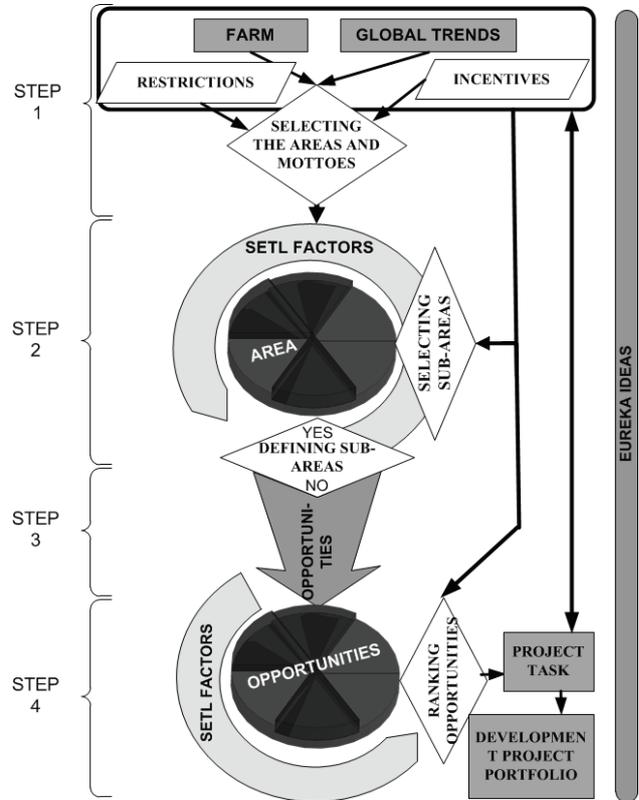 FARM
GLOBAL TRENDS
RESTRICTIONS
INCENTIVES
STEP
1
SELECTING
THE AREAS AND
MOTTOES
SETL FACTORS
STEP
2
AREA
SELECTING
SUB-AREAS
EUREKA IDEAS
YES
DEFINING SUB-
AREAS
NO
STEP
3
OPPORTUNI-
TIES
STEP
4
SETL FACTORS
OPPORTUNITIES
RANKING
OPPORTUNITIES
PROJECT
TASK
DEVELOPMEN
T PROJECT
PORTFOLIO